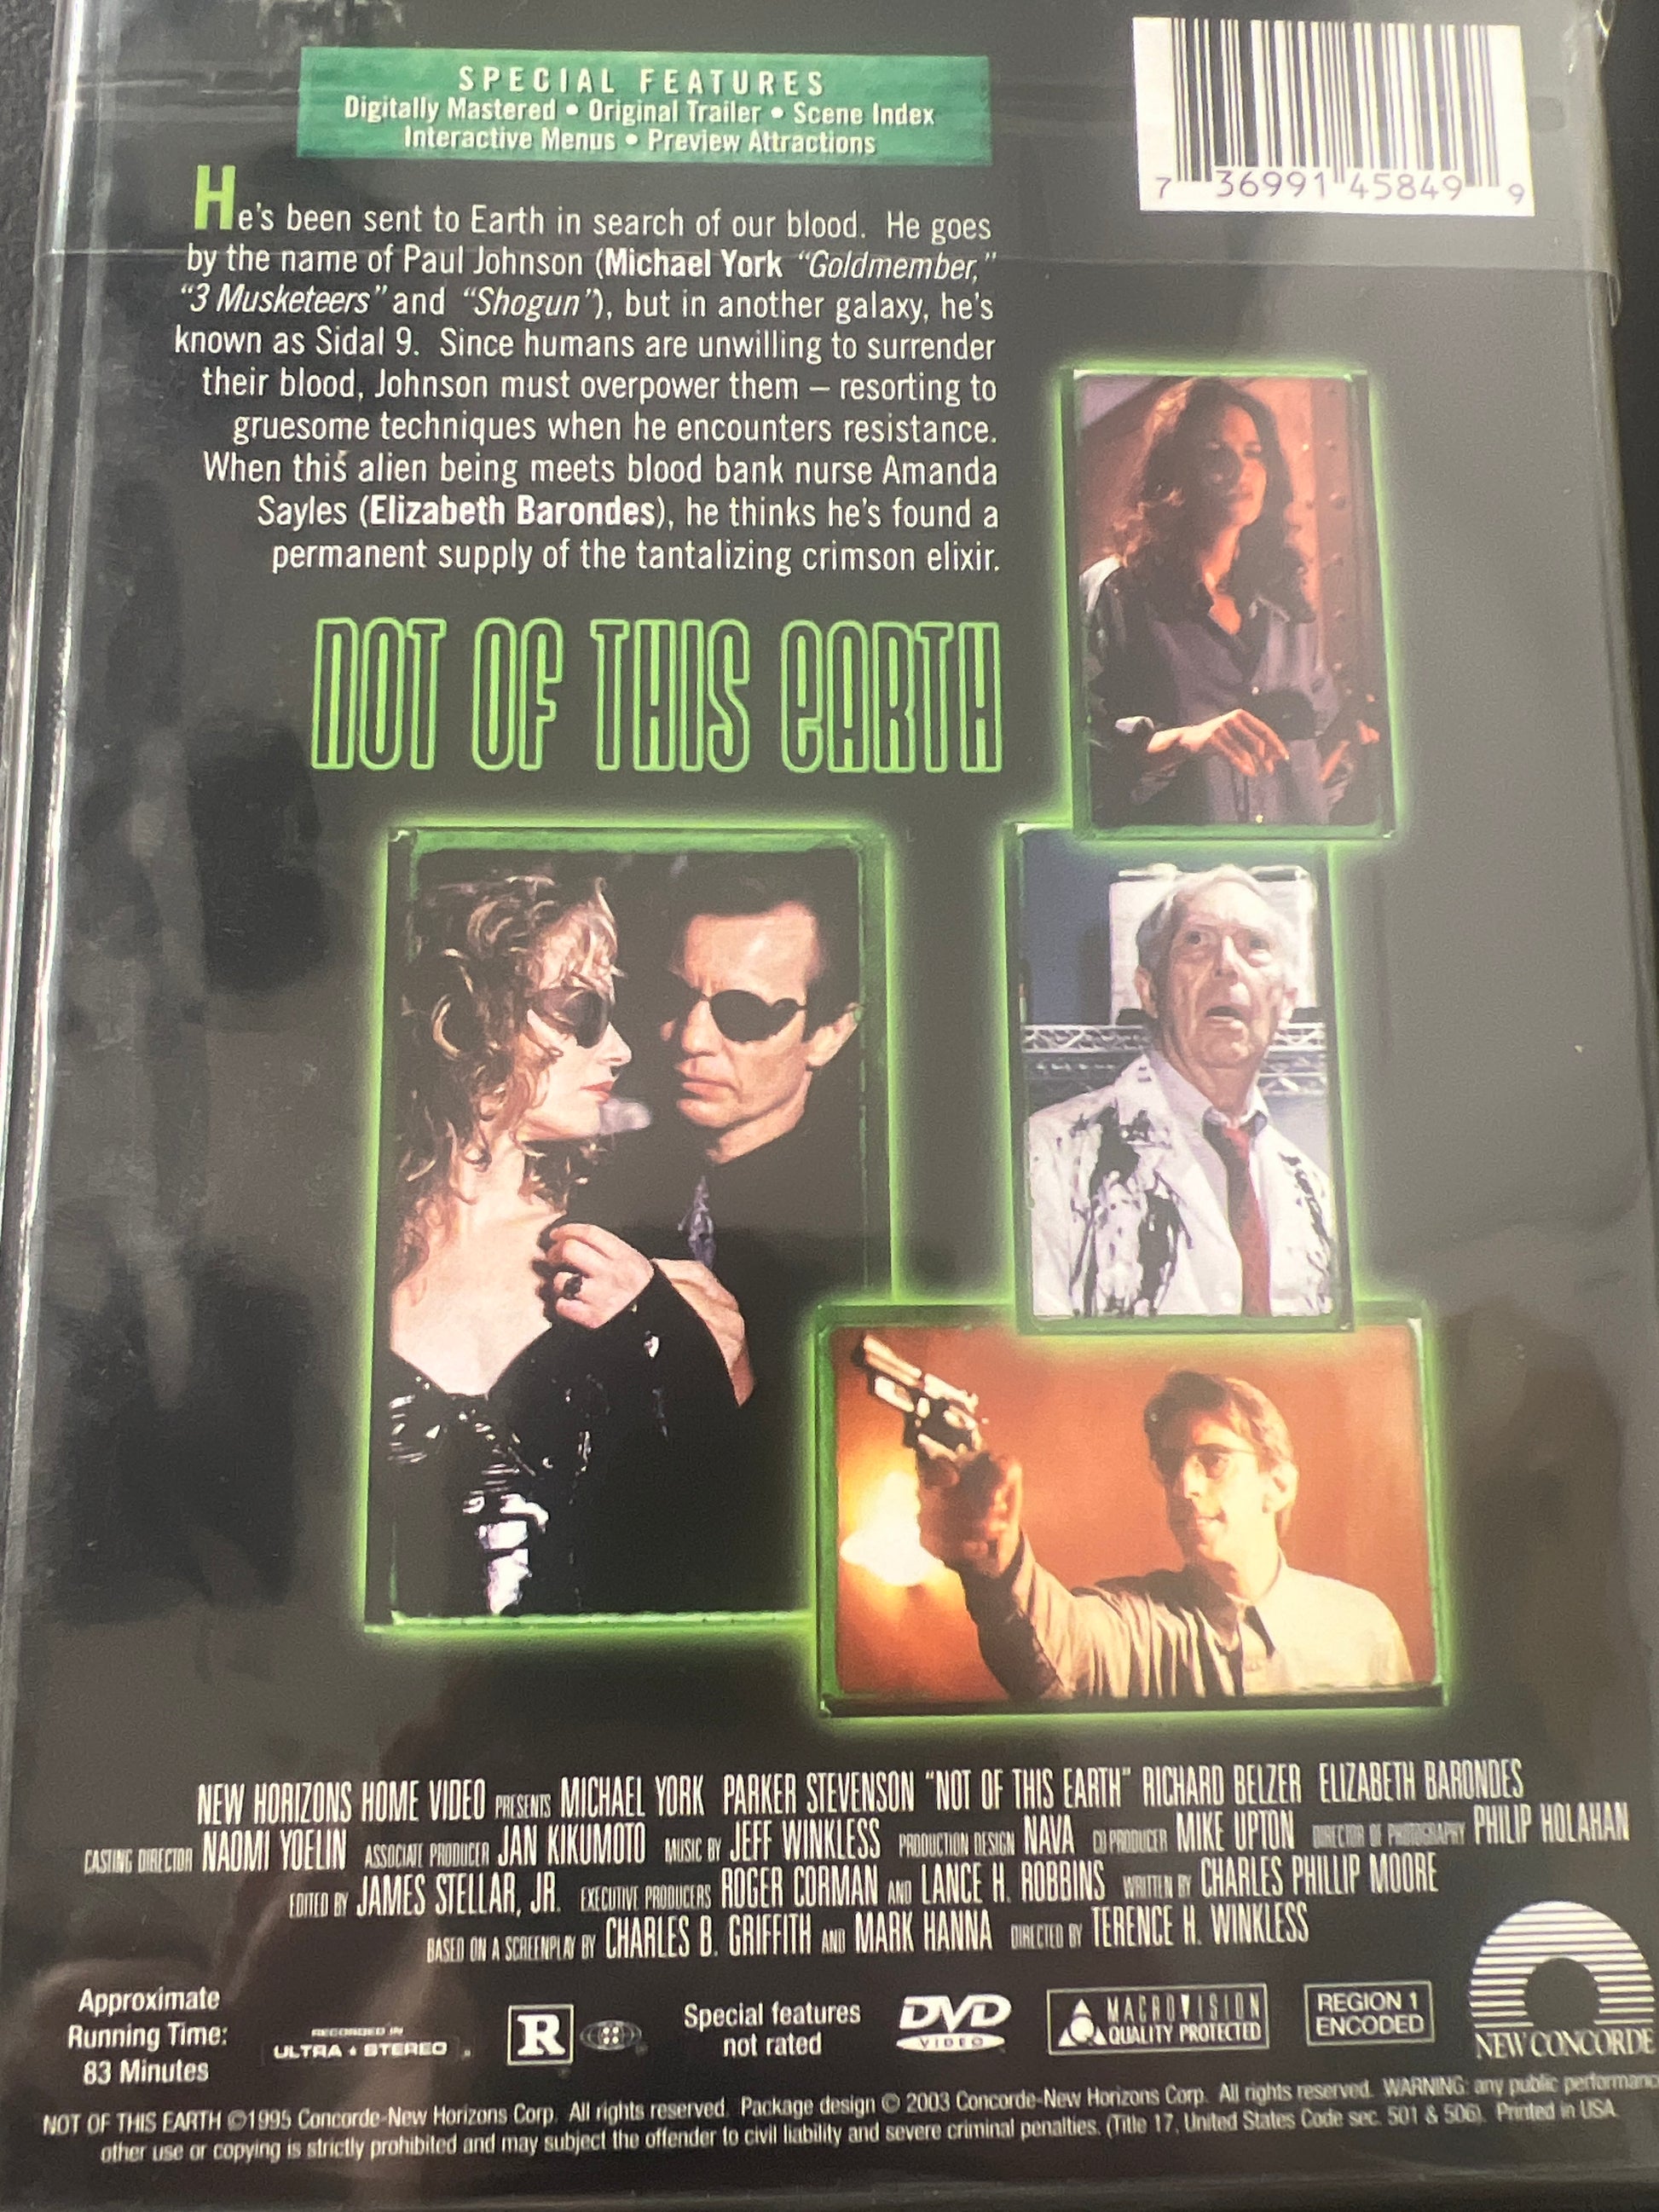 SPECIAL FEATURES
Digitally Mastered • Original Trailer • Scene Index
Interactive Menus • Preview Attractions
7 36991 45849 9
He's been sent to Earth in search of our blood. He goes
by the name of Paul Johnson (Michael York "Goldmember,"
"3 Musketeers" and "Shogun"), but in another galaxy, he's
known as Sidal 9. Since humans are unwilling to surrender
their blood, Johnson must overpower them – resorting to
gruesome techniques when he encounters resistance.
When this alien being meets blood bank nurse Amanda
Sayles (Elizabeth Barondes), he thinks he's found a
permanent supply of the tantalizing crimson elixir.
NOT OF THIS eARTH
NEW HORIZONS HOME VIDEO PRESENTS MICHAEL YORK PARKER STEVENSON "NOT OF THIS EARTH" RICHARD BELZER ELIZABETH BARONDES
CASTING DIRECTOR NAOMI YOELIN ASSOCIATE PRODUCER JAN KIKUMOTO MUSIC BY JEFF WINKLESS PRODUCTION DESIGN NAVA CO PRODUCER MIKE UPTON DIRECTOR OF PHOTOGRAPHY PHILIP HOLAHAN
EDITED BY JAMES STELLAR, JR. EXECUTIVE PRODUCERS ROGER CORMAN AND LANCE H. ROBBINS WRITTEN BY CHARLES PHILLIP MOORE
BASED ON A SCREENPLAY BY CHARLES B. GRIFFITH AND MARK HANNA DIRECTED BY TERENCE H. WINKLESS
Approximate
Running Time:
83 Minutes
RECORDED IN
ULTRA • STEREO
R
Special features
not rated
DVD
VIDEO
MACROVISION
QUALITY PROTECTED
REGION 1
ENCODED
NEW CONCORDE
NOT OF THIS EARTH ©1995 Concorde-New Horizons Corp. All rights reserved. Package design © 2003 Concorde-New Horizons Corp. All rights reserved. WARNING: any public performanc
other use or copying is strictly prohibited and may subject the offender to civil liability and severe criminal penalties. (Title 17, United States Code sec. 501 & 506). Printed in USA.